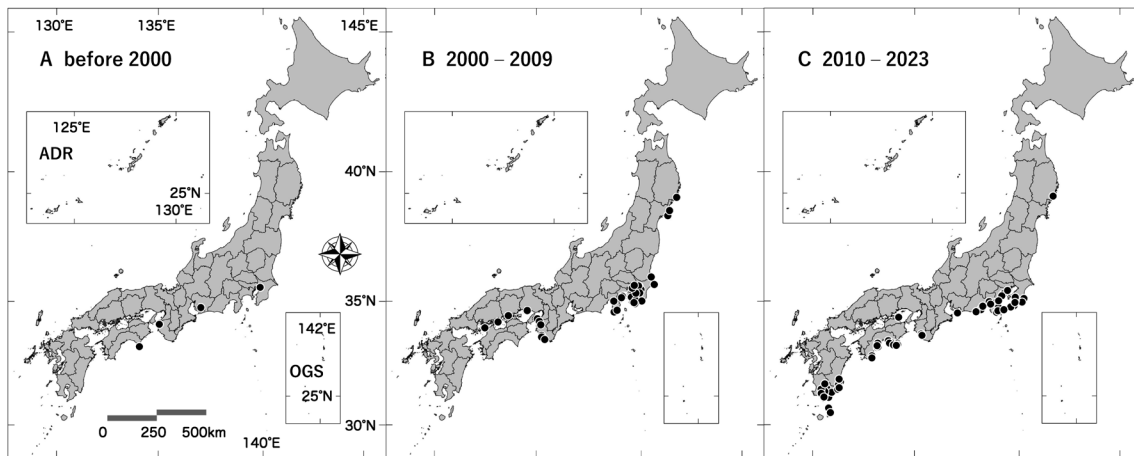 130°E 135°E 145°E
A before 2000
B 2000 – 2009
C 2010 – 2023
125°E
ADR
25°N
130°E
40°N
35°N
142°E
OGS
25°N
0 250 500km
140°E
30°N